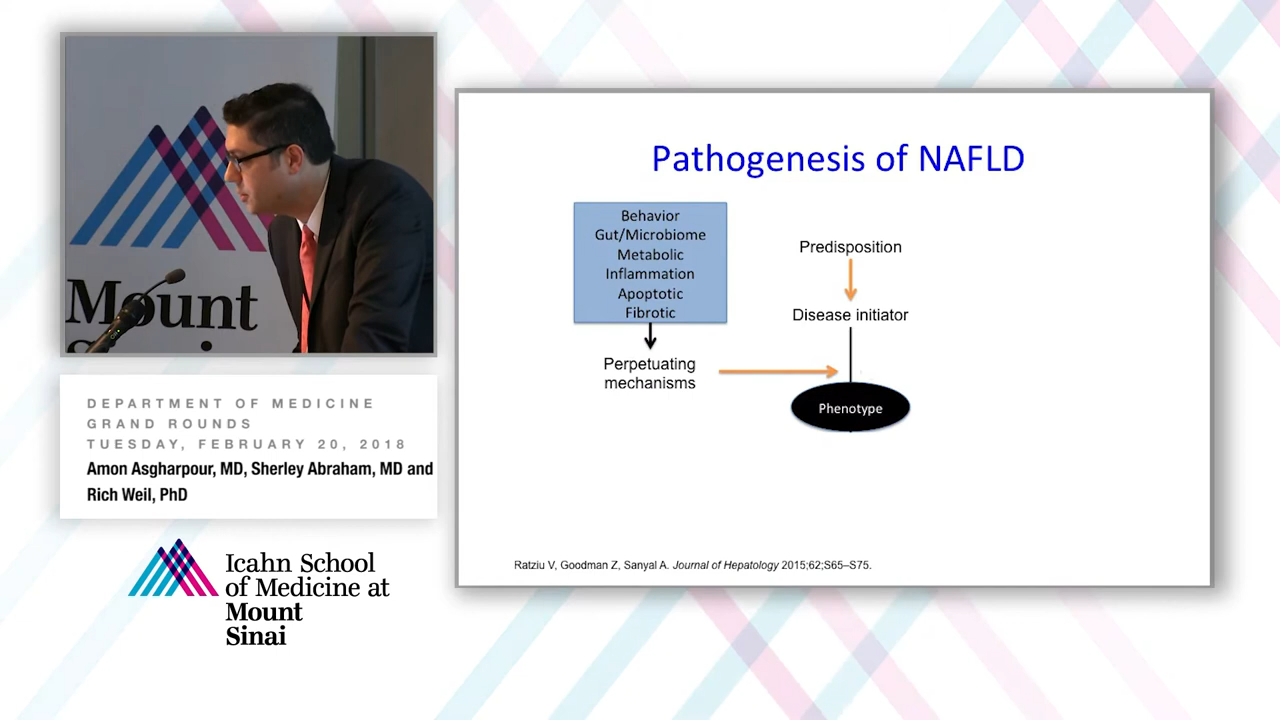 Mount
DEPARTMENT OF MEDICINE
GRAND ROUNDS
TUESDAY, FEBRUARY 20, 2018
Amon Asgharpour, MD, Sherley Abraham, MD and
Rich Weil, PhD
Icahn School
of Medicine at
Mount
Sinai
Pathogenesis of NAFLD
Behavior
Gut/Microbiome
Metabolic
Inflammation
Apoptotic
Fibrotic
Perpetuating
mechanisms
Predisposition
Disease initiator
Phenotype
Ratziu V, Goodman Z, Sanyal A. Journal of Hepatology 2015;62;S65–S75.